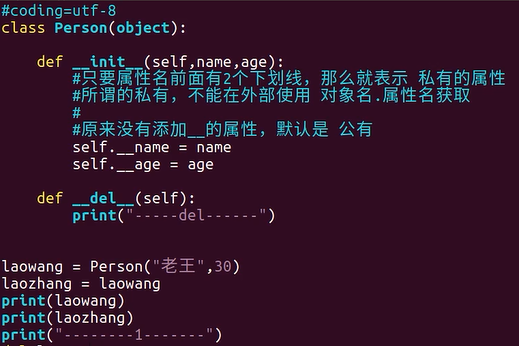 #coding=utf-8
class Person(object):
def __init__(self,name,age):
#只要属性名前面有2个下划线，那么就表示 私有的属性
#所谓的私有，不能在外部使用 对象名.属性名获取
#
#原来没有添加__的属性，默认是 公有
self.__name = name
self.__age = age
def __del__(self):
print("-----del------")
laowang = Person("老王",30)
laozhang = laowang
print(laowang)
print(laozhang)
print("--------1-------")